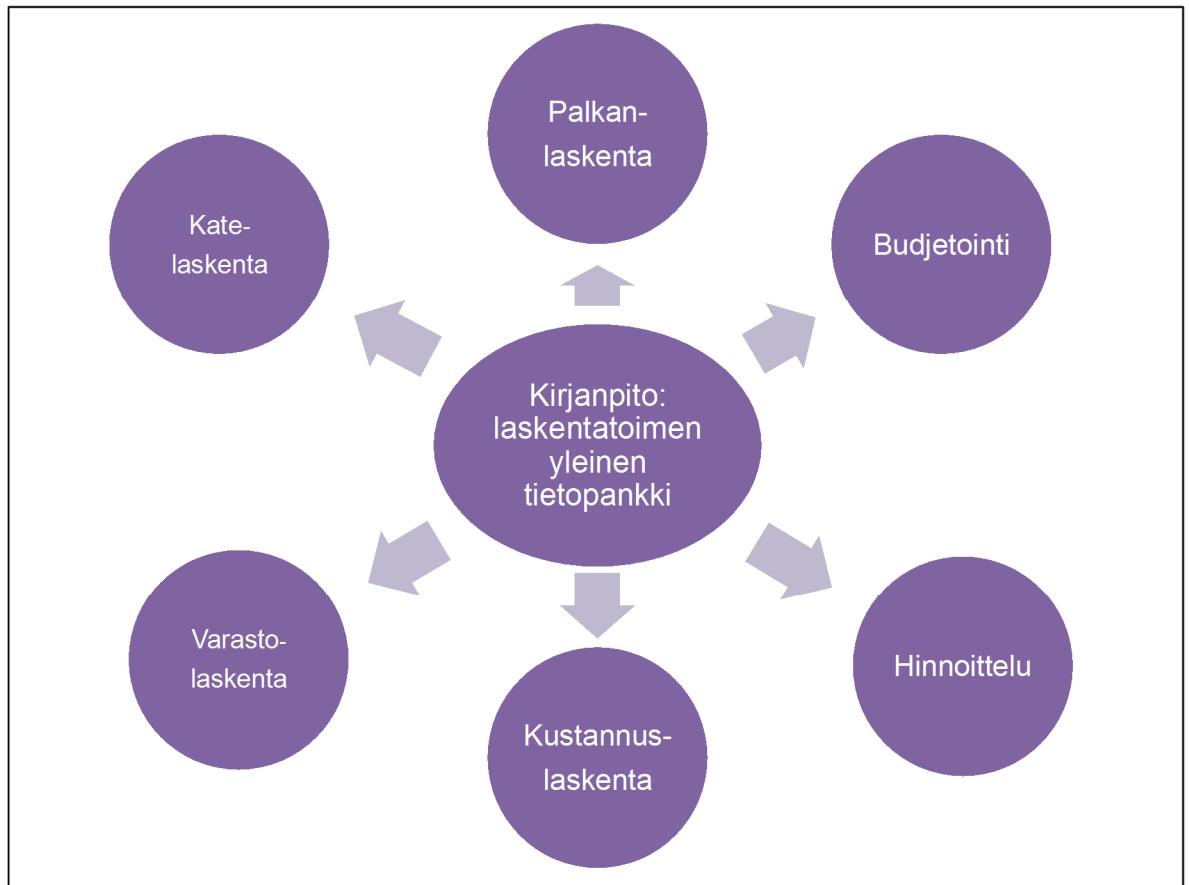 Palkan-
laskenta
Kate-
laskenta
Budjetointi
Kirjanpito:
laskentatoimen
yleinen
tietopankki
Varasto-
laskenta
Hinnoittelu
Kustannus-
laskenta